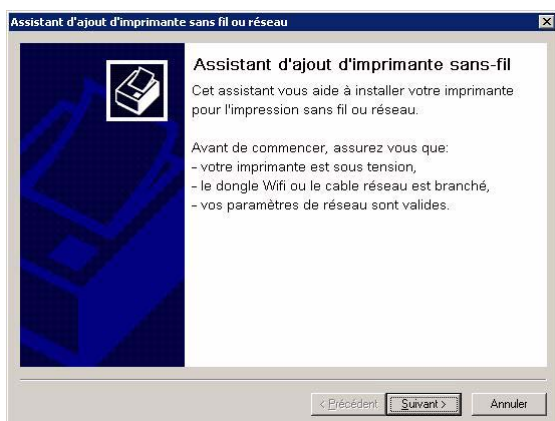 Assistant d'ajout d'imprimante sans fil ou réseau
Assistant d'ajout d'imprimante sans-fil
Cet assistant vous aide à installer votre imprimante
pour l'impression sans fil ou réseau.
Avant de commencer, assurez vous que:
- votre imprimante est sous tension,
- le dongle Wifi ou le cable réseau est branché,
- vos paramètres de réseau sont valides.
< Précédent Suivant > Annuler